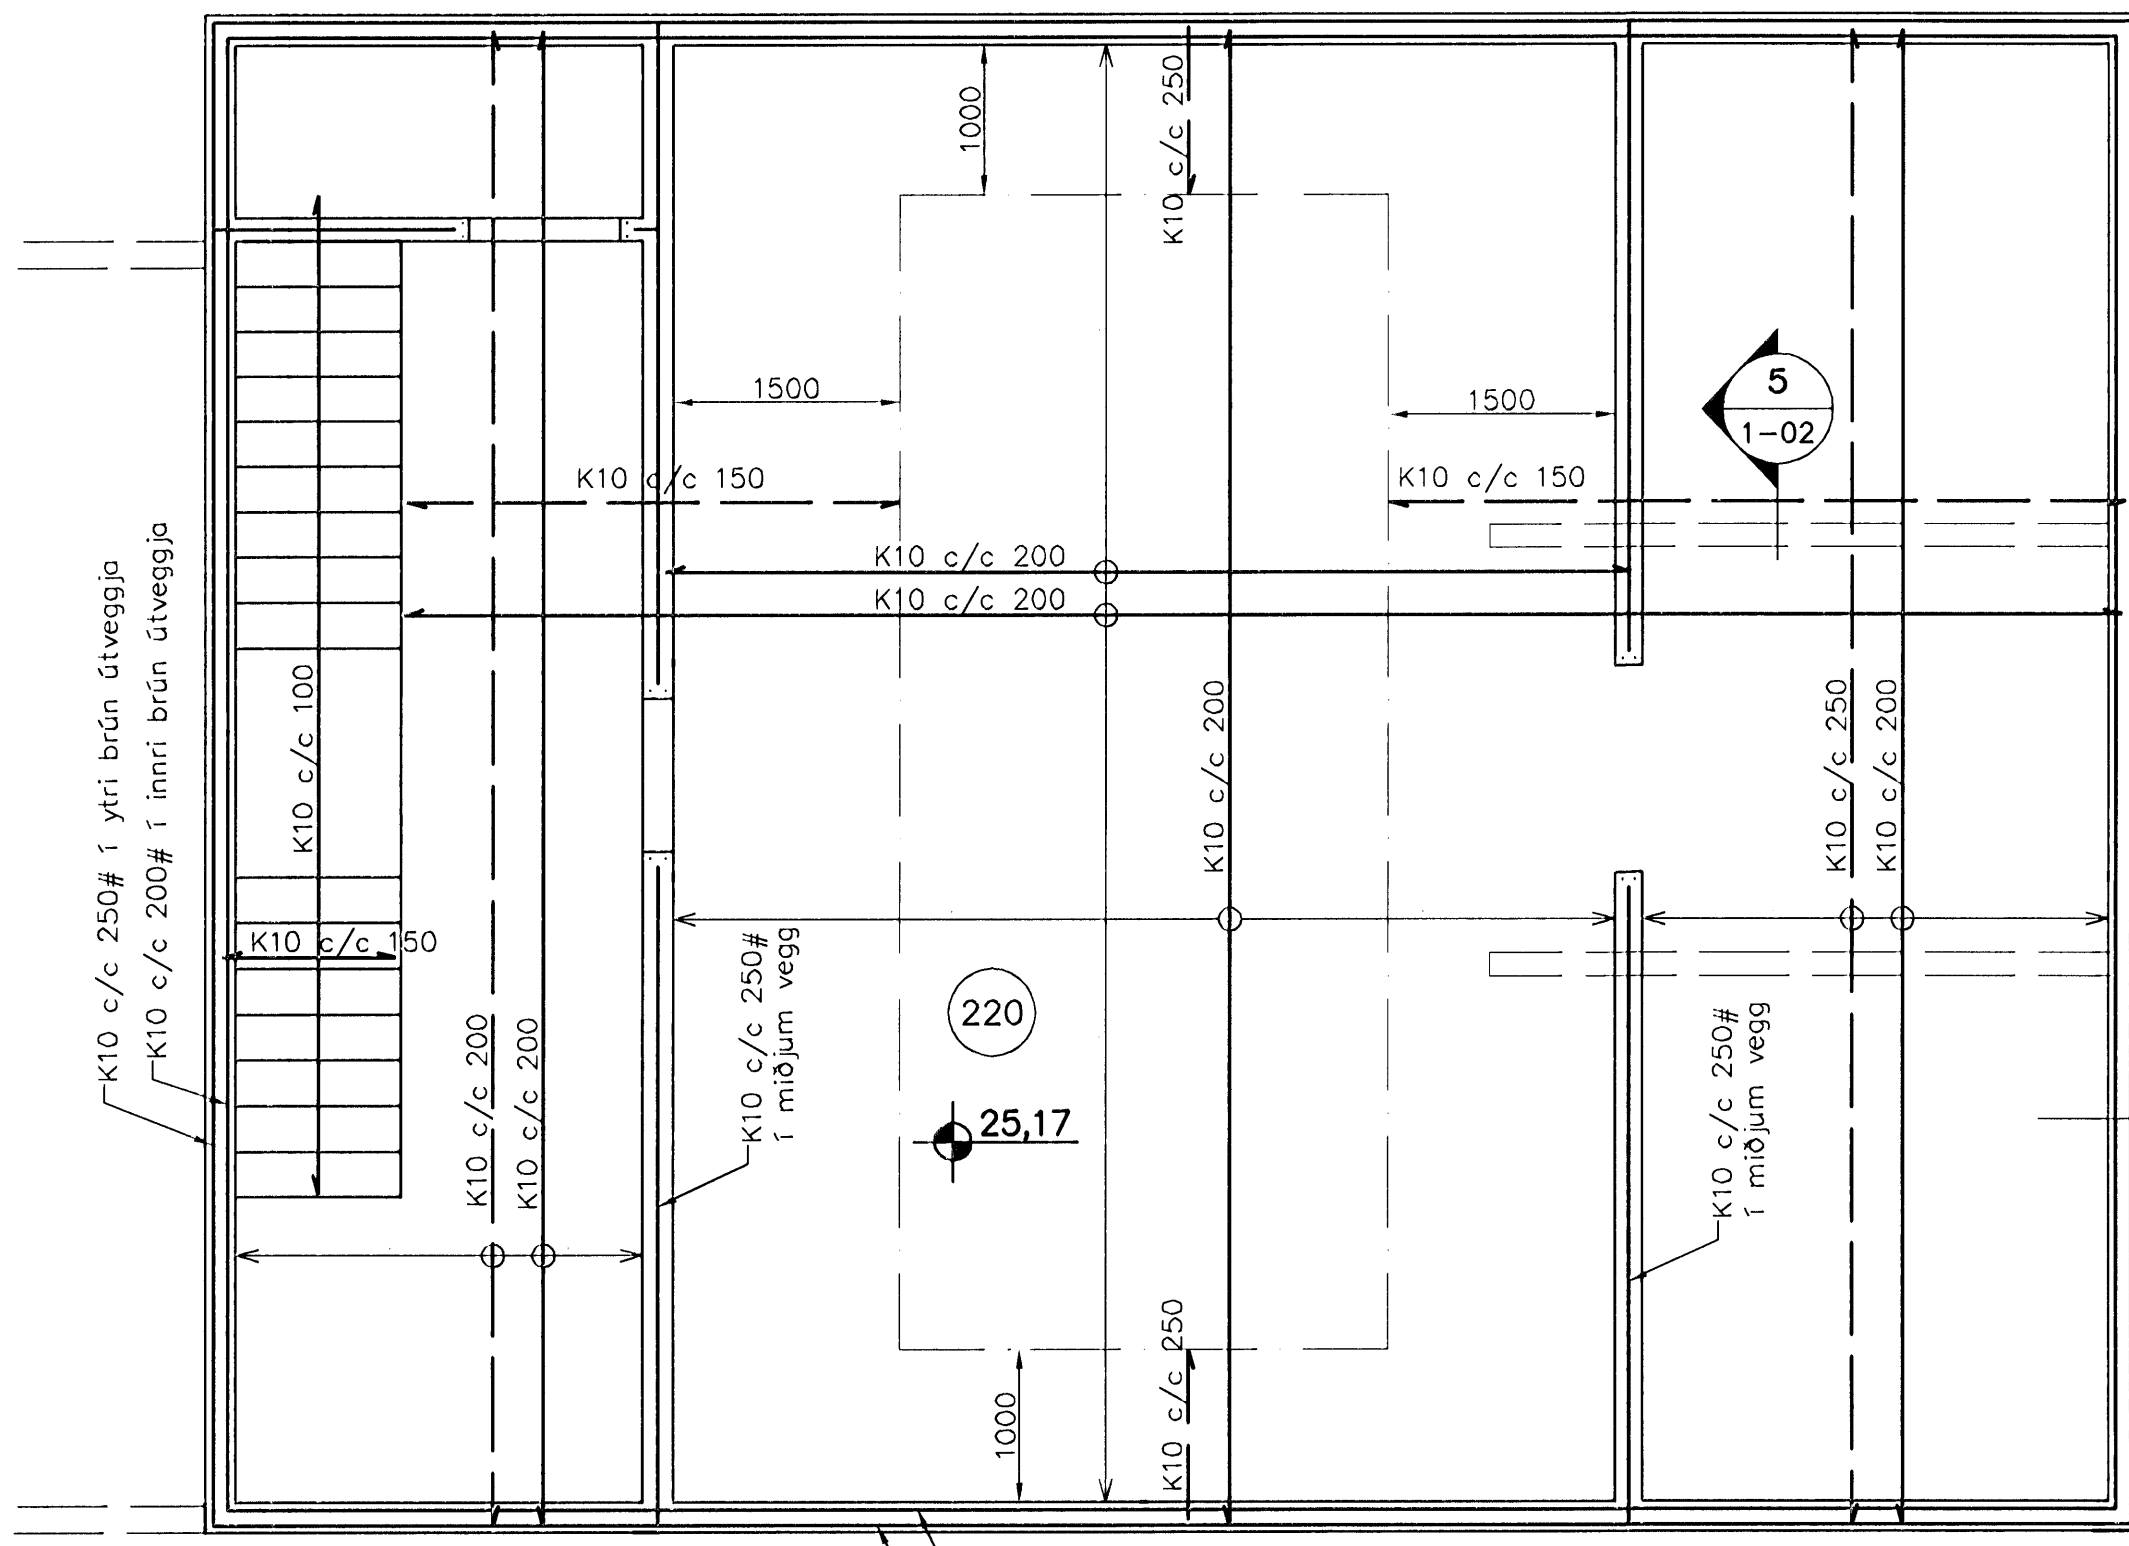 K10 c/c 250
1000
1500
1500
5
1-02
K10 c/c 150
K10 c/c 150
K10 c/c 200
K10 c/c 200
K10 c/c 250# í ytri brún útveggja
K10 c/c 200# í innri brún útveggja
K10 c/c 100
K10 c/c 200
K10 c/c 250
K10 c/c 200
K10 c/c 150
K10 c/c 250#
í miðjum vegg
220
25,17
K10 c/c 200
K10 c/c 200
K10 c/c 250#
í miðjum vegg
1000
K10 c/c 250